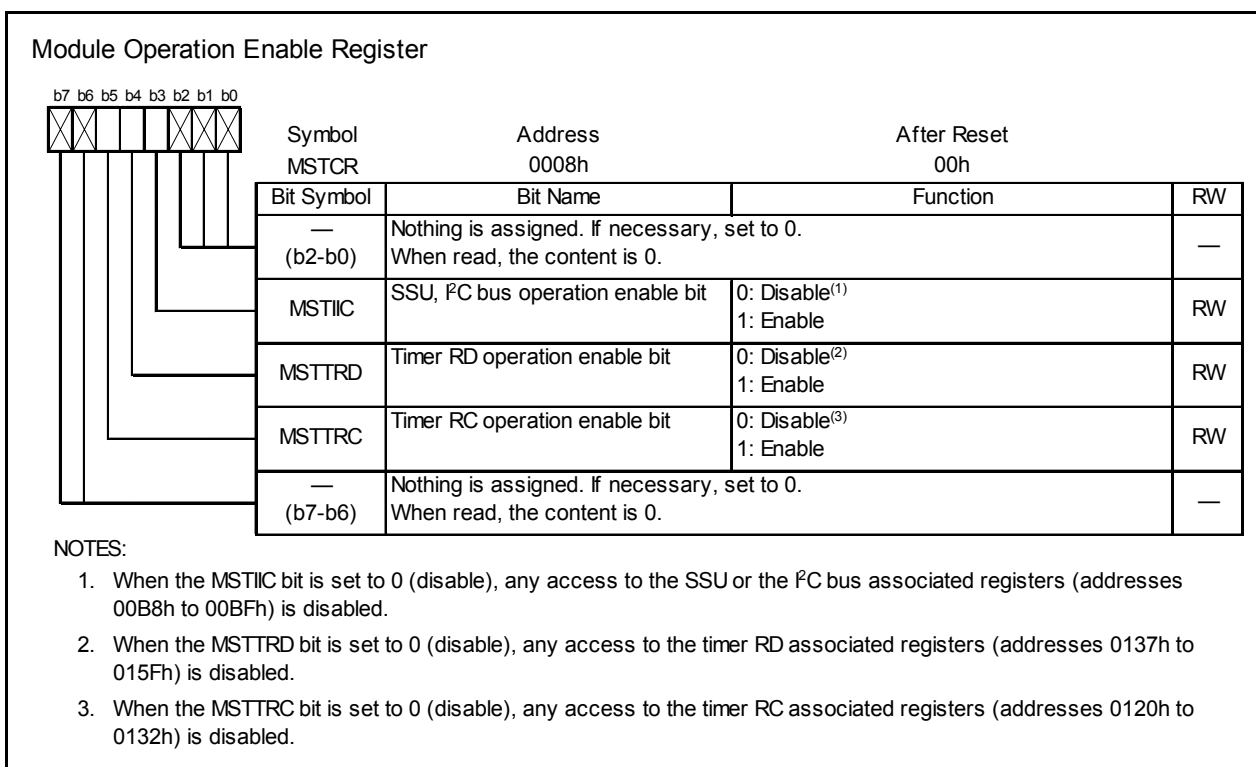 Module Operation Enable Register
b7 b6 b5 b4 b3 b2 b1 b0
Symbol Address After Reset
MSTCR 0008h 00h
Bit Symbol Bit Name Function RW
— (b2-b0) Nothing is assigned. If necessary, set to 0.
When read, the content is 0. —
MSTIIC SSU, I²C bus operation enable bit 0: Disable(1)
1: Enable RW
MSTTRD Timer RD operation enable bit 0: Disable(2)
1: Enable RW
MSTTRC Timer RC operation enable bit 0: Disable(3)
1: Enable RW
— (b7-b6) Nothing is assigned. If necessary, set to 0.
When read, the content is 0. —
NOTES:
1. When the MSTIIC bit is set to 0 (disable), any access to the SSU or the I²C bus associated registers (addresses
00B8h to 00BFh) is disabled.
2. When the MSTTRD bit is set to 0 (disable), any access to the timer RD associated registers (addresses 0137h to
015Fh) is disabled.
3. When the MSTTRC bit is set to 0 (disable), any access to the timer RC associated registers (addresses 0120h to
0132h) is disabled.